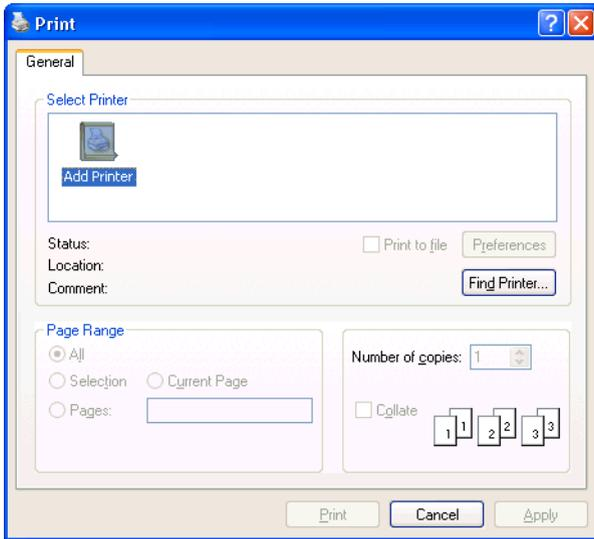 Print
General
Select Printer
Add Printer
Status:
Print to file
Preferences
Location:
Comment:
Find Printer...
Page Range
All
Selection
Current Page
Pages:
Number of copies: 1
Collate
1 1 2 2 3 3
Print
Cancel
Apply